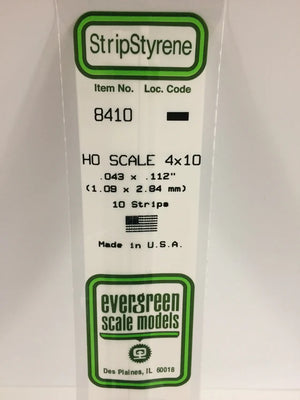 StripStyrene
Item No. Loc. Code
8410
HO SCALE 4x10
.043 x .112"
(1.09 x 2.84 mm)
10 Strips
Made in U.S.A.
evergreen
scale models
Des Plaines, IL 60018